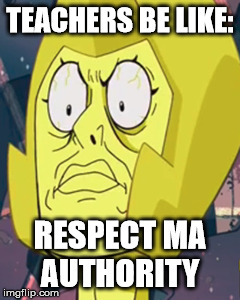 TEACHERS BE LIKE:
RESPECT MA
AUTHORITY
imgflip.com